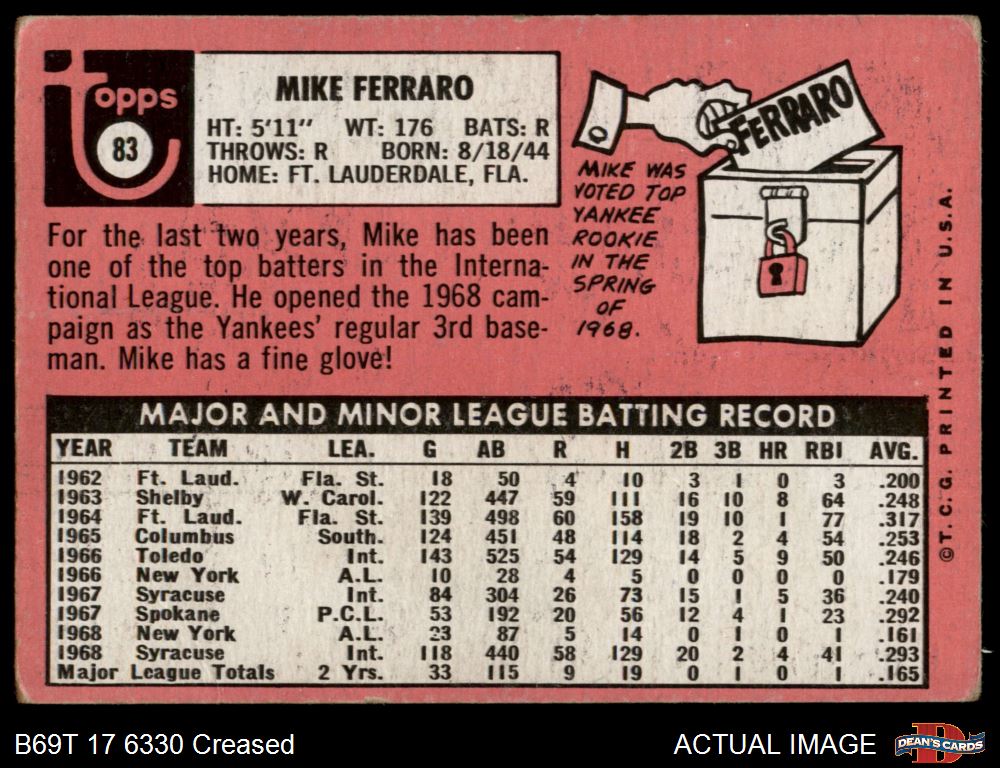 topps
83
MIKE FERRARO
HT: 5'11" WT: 176 BATS: R
THROWS: R BORN: 8/18/44
HOME: FT. LAUDERDALE, FLA.
FERRARO
MIKE WAS
VOTED TOP
YANKEE
ROOKIE
IN THE
SPRING
OF
1968.
For the last two years, Mike has been
one of the top batters in the Interna-
tional League. He opened the 1968 cam-
paign as the Yankees' regular 3rd base-
man. Mike has a fine glove!
MAJOR AND MINOR LEAGUE BATTING RECORD
YEAR TEAM LEA. G AB R H 2B 3B HR RBI AVG.
1962 Ft. Laud. Fla. St. 18 50 4 10 3 1 0 3 .200
1963 Shelby W. Carol. 122 447 59 111 16 10 8 64 .248
1964 Ft. Laud. Fla. St. 139 498 60 158 19 10 1 77 .317
1965 Columbus South. 124 451 48 114 18 2 4 54 .253
1966 Toledo Int. 143 525 54 129 14 5 9 50 .246
1966 New York A.L. 10 28 4 5 0 0 0 0 .179
1967 Syracuse Int. 84 304 26 73 15 1 5 36 .240
1967 Spokane P.C.L. 53 192 20 56 12 4 1 23 .292
1968 New York A.L. 23 87 5 14 0 1 0 1 .161
1968 Syracuse Int. 118 440 58 129 20 2 4 41 .293
Major League Totals 2 Yrs. 33 115 9 19 0 1 0 1 .165
©T.C.G. PRINTED IN U.S.A.
B69T 17 6330 Creased
ACTUAL IMAGE
D
DEAN'S CARDS